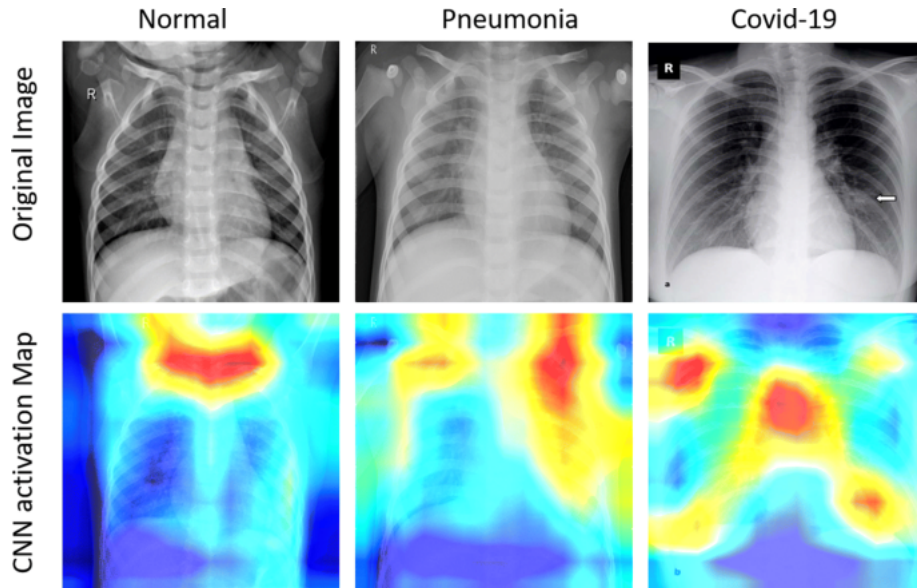 Normal
Pneumonia
Covid-19
Original Image
R
R
R
a
CNN activation Map
R
b